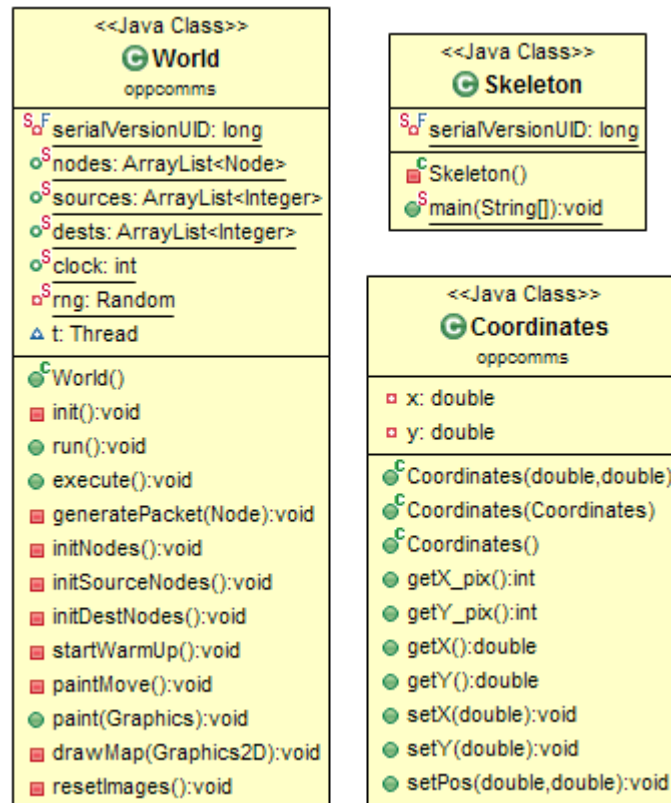 <<Java Class>>
World
oppcomms
serialVersionUID: long
nodes: ArrayList<Node>
sources: ArrayList<Integer>
dests: ArrayList<Integer>
clock: int
rng: Random
t: Thread
World()
init():void
run():void
execute():void
generatePacket(Node):void
initNodes():void
initSourceNodes():void
initDestNodes():void
startWarmUp():void
paintMove():void
paint(Graphics):void
drawMap(Graphics2D):void
resetImages():void
<<Java Class>>
Skeleton
serialVersionUID: long
Skeleton()
main(String[]):void
<<Java Class>>
Coordinates
oppcomms
x: double
y: double
Coordinates(double,double)
Coordinates(Coordinates)
Coordinates()
getX_pix():int
getY_pix():int
getX():double
getY():double
setX(double):void
setY(double):void
setPos(double,double):void